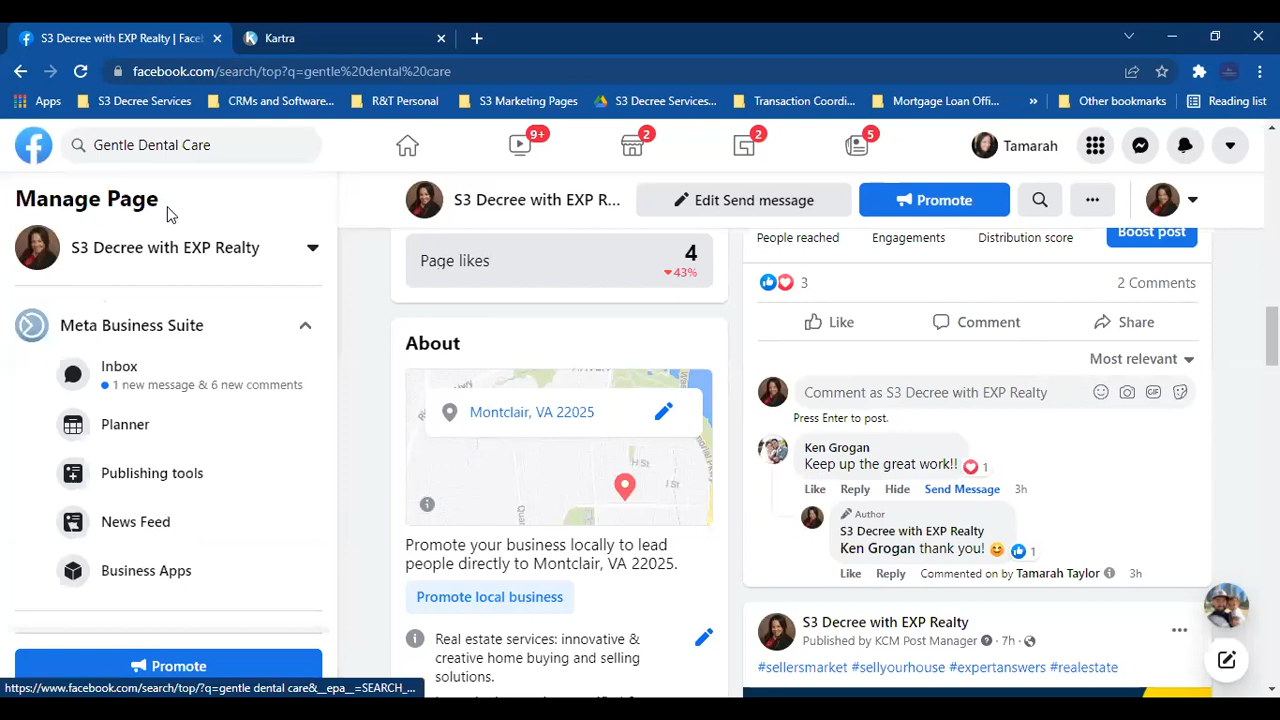 S3 Decree with EXP Realty | Face
Kartra
facebook.com/search/top?q=gentle%20dental%20care
Apps
S3 Decree Services
CRMs and Software...
R&T Personal
S3 Marketing Pages
S3 Decree Services...
Transaction Coordi...
Mortgage Loan Offi...
»
Other bookmarks
Reading list
Gentle Dental Care
9+
2
2
5
Tamarah
Manage Page
S3 Decree with EXP Realty
Meta Business Suite
Inbox
1 new message & 6 new comments
Planner
Publishing tools
News Feed
Business Apps
Promote
https://www.facebook.com/search/top/?q=gentle dental care&__epa__=SEARCH_...
S3 Decree with EXP R...
Edit Send message
Promote
Page likes
4
43%
About
Montclair, VA 22025
H St
I St
Promote your business locally to lead
people directly to Montclair, VA 22025.
Promote local business
Real estate services: innovative &
creative home buying and selling
solutions.
People reached
Engagements
Distribution score
Boost post
3
2 Comments
Like
Comment
Share
Most relevant
Comment as S3 Decree with EXP Realty
GIF
Press Enter to post.
Ken Grogan
Keep up the great work!!
1
Like Reply Hide Send Message 3h
Author
S3 Decree with EXP Realty
Ken Grogan thank you! 😊
1
Like Reply Commented on by Tamarah Taylor 3h
S3 Decree with EXP Realty
Published by KCM Post Manager · 7h ·
#sellersmarket #sellyourhouse #expertanswers #realestate